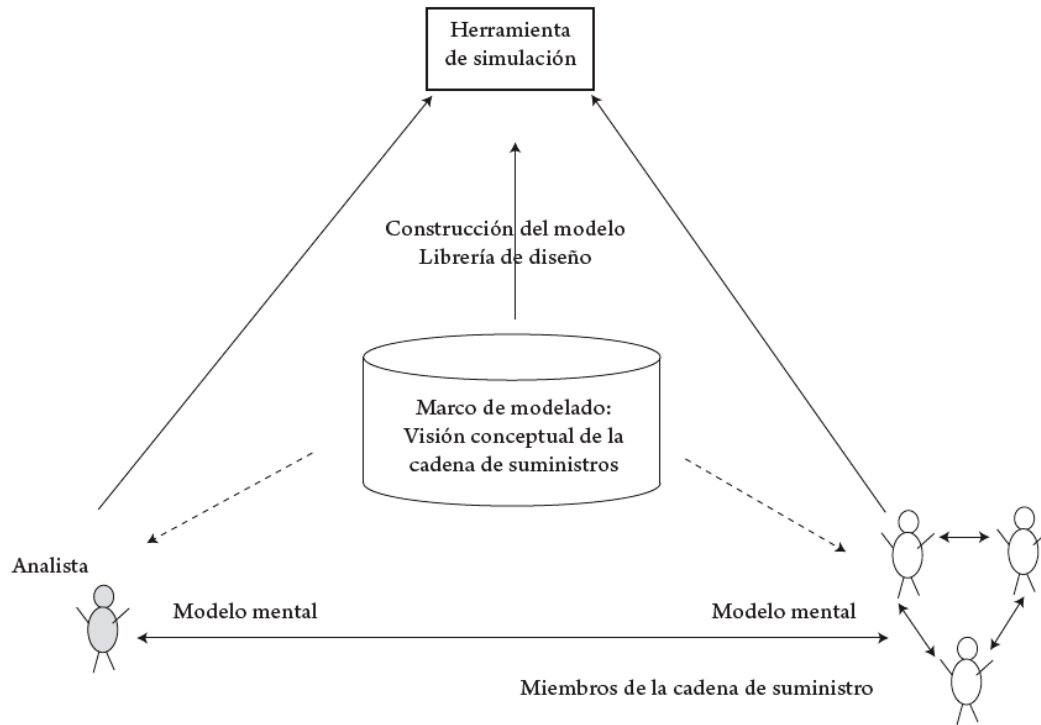 Herramienta
de simulación
Construcción del modelo
Librería de diseño
Marco de modelado:
Visión conceptual de la
cadena de suministros
Analista
Modelo mental
Modelo mental
Miembros de la cadena de suministro